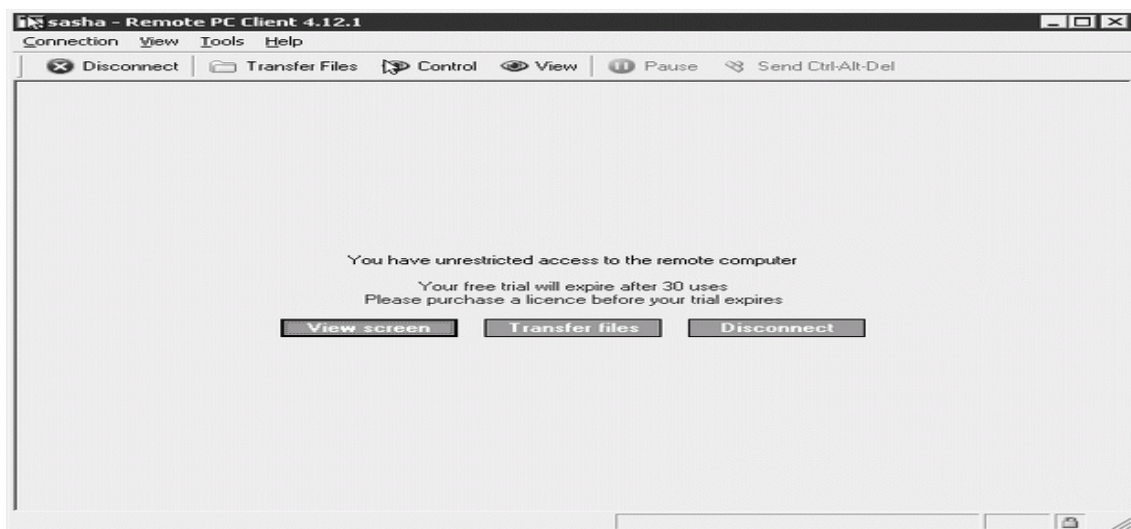 sasha - Remote PC Client 4.12.1
Connection View Tools Help
Disconnect Transfer Files Control View Pause Send Ctrl-Alt-Del
You have unrestricted access to the remote computer
Your free trial will expire after 30 uses
Please purchase a licence before your trial expires
View screen Transfer files Disconnect